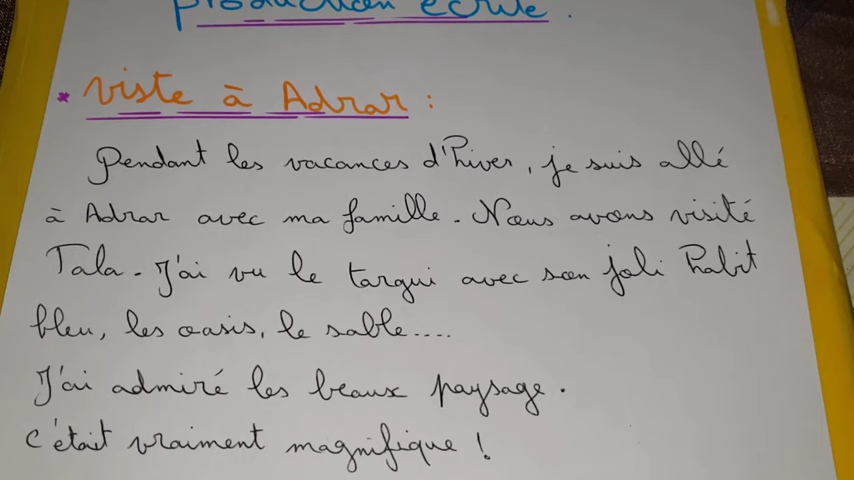 production écrite.
* viste à Adrar :
Pendant les vacances d'hiver, je suis allé
à Adrar avec ma famille. Nous avons visité
Tala. J'ai vu le targui avec son joli habit
bleu, les oasis, le sable....
J'ai admiré les beaux paysage.
c'était vraiment magnifique !